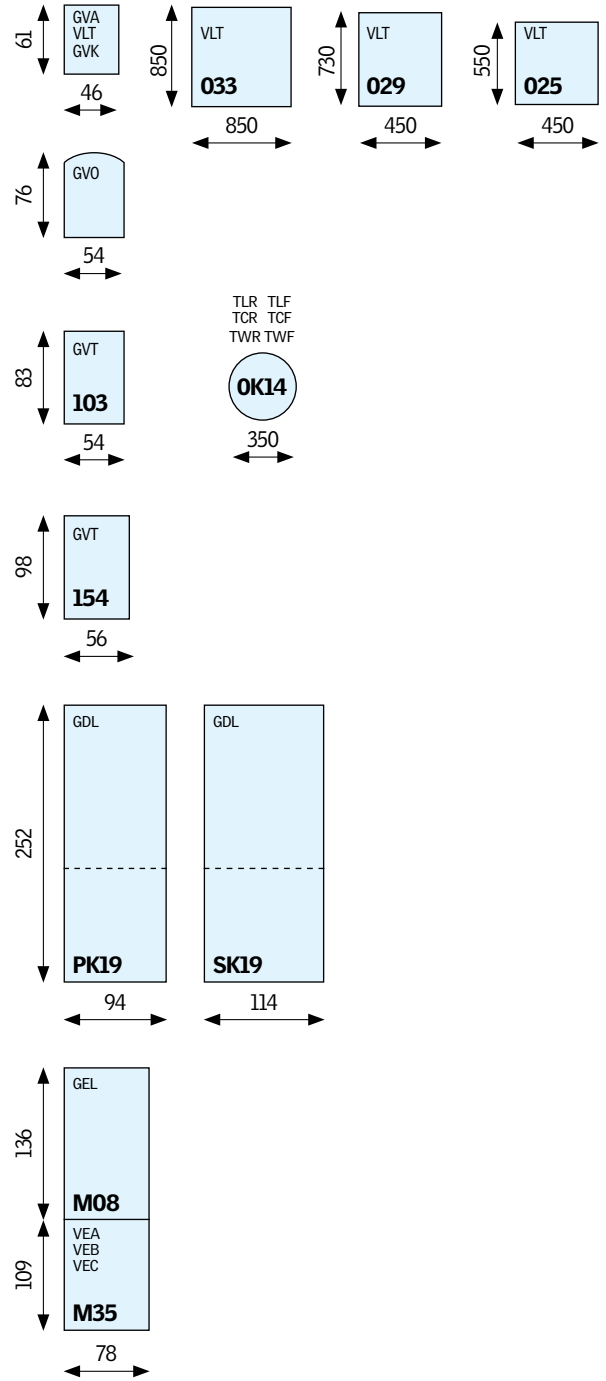 61
GVA
VLT
GVK
46
850
VLT
033
850
730
VLT
029
450
550
VLT
025
450
76
GVO
54
83
GVT
103
54
TLR TLF
TCR TCF
TWR TWF
0K14
350
98
GVT
154
56
252
GDL
PK19
94
GDL
SK19
114
136
GEL
M08
109
VEA
VEB
VEC
M35
78